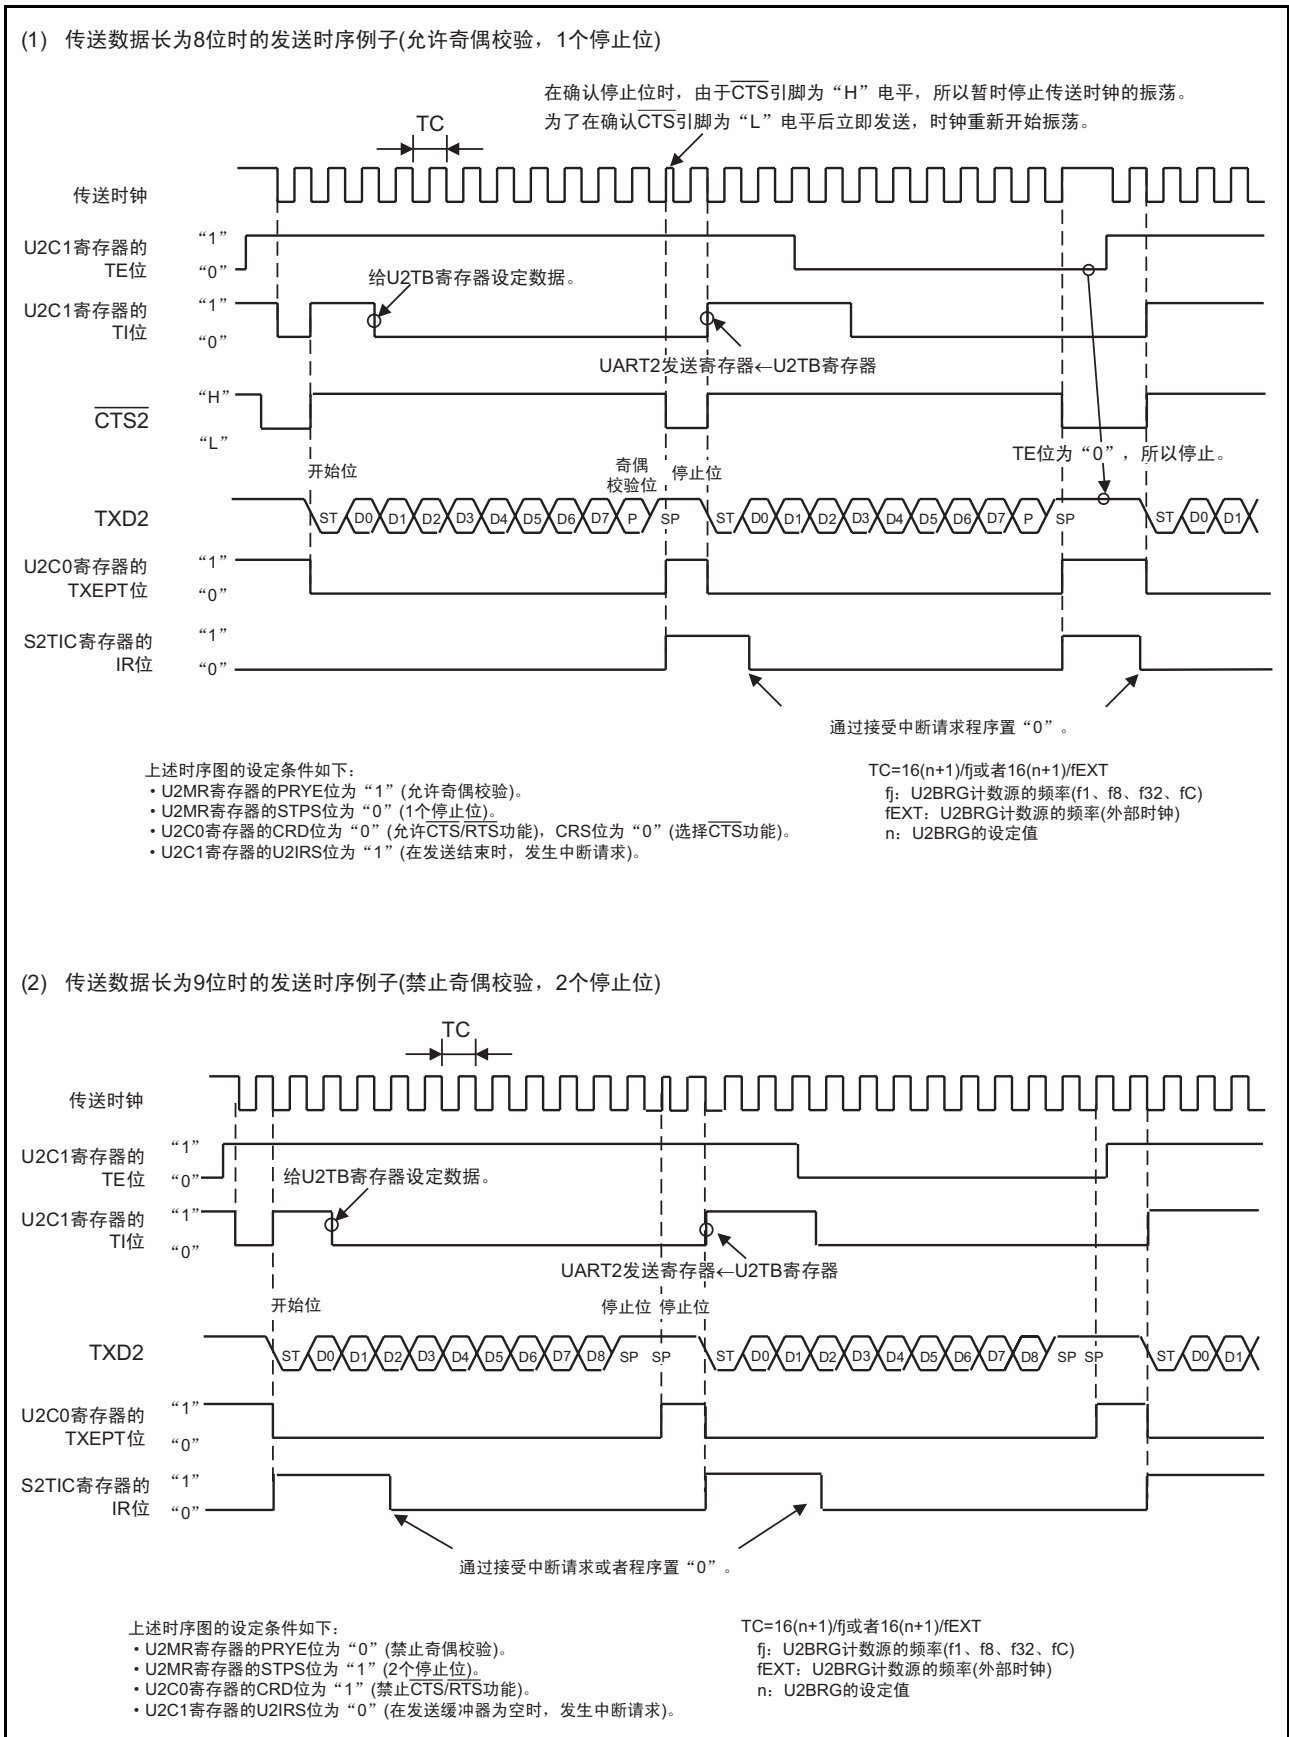 (1) 传送数据长为8位时的发送时序例子(允许奇偶校验，1个停止位)
在确认停止位时，由于CTS引脚为“H”电平，所以暂时停止传送时钟的振荡。
为了在确认CTS引脚为“L”电平后立即发送，时钟重新开始振荡。
TC
传送时钟
U2C1寄存器的
TE位
“1”
“0”
给U2TB寄存器设定数据。
U2C1寄存器的
TI位
“1”
“0”
UART2发送寄存器←U2TB寄存器
CTS2
“H”
“L”
TE位为“0”，所以停止。
开始位
奇偶
校验位
停止位
TXD2
ST D0 D1 D2 D3 D4 D5 D6 D7 P SP ST D0 D1 D2 D3 D4 D5 D6 D7 P SP ST D0 D1
U2C0寄存器的
TXEPT位
“1”
“0”
S2TIC寄存器的
IR位
“1”
“0”
通过接受中断请求程序置“0”。
上述时序图的设定条件如下：
・U2MR寄存器的PRYE位为“1”(允许奇偶校验)。
・U2MR寄存器的STPS位为“0”(1个停止位)。
・U2C0寄存器的CRD位为“0”(允许CTS/RTS功能)，CRS位为“0”(选择CTS功能)。
・U2C1寄存器的U2IRS位为“1”(在发送结束时，发生中断请求)。
TC=16(n+1)/fj或者16(n+1)/fEXT
fj：U2BRG计数源的频率(f1、f8、f32、fC)
fEXT：U2BRG计数源的频率(外部时钟)
n：U2BRG的设定值
(2) 传送数据长为9位时的发送时序例子(禁止奇偶校验，2个停止位)
TC
传送时钟
U2C1寄存器的
TE位
“1”
“0”
给U2TB寄存器设定数据。
U2C1寄存器的
TI位
“1”
“0”
UART2发送寄存器←U2TB寄存器
开始位
停止位 停止位
TXD2
ST D0 D1 D2 D3 D4 D5 D6 D7 D8 SP SP ST D0 D1 D2 D3 D4 D5 D6 D7 D8 SP SP ST D0 D1
U2C0寄存器的
TXEPT位
“1”
“0”
S2TIC寄存器的
IR位
“1”
“0”
通过接受中断请求或者程序置“0”。
上述时序图的设定条件如下：
・U2MR寄存器的PRYE位为“0”(禁止奇偶校验)。
・U2MR寄存器的STPS位为“1”(2个停止位)。
・U2C0寄存器的CRD位为“1”(禁止CTS/RTS功能)。
・U2C1寄存器的U2IRS位为“0”(在发送缓冲器为空时，发生中断请求)。
TC=16(n+1)/fj或者16(n+1)/fEXT
fj：U2BRG计数源的频率(f1、f8、f32、fC)
fEXT：U2BRG计数源的频率(外部时钟)
n：U2BRG的设定值